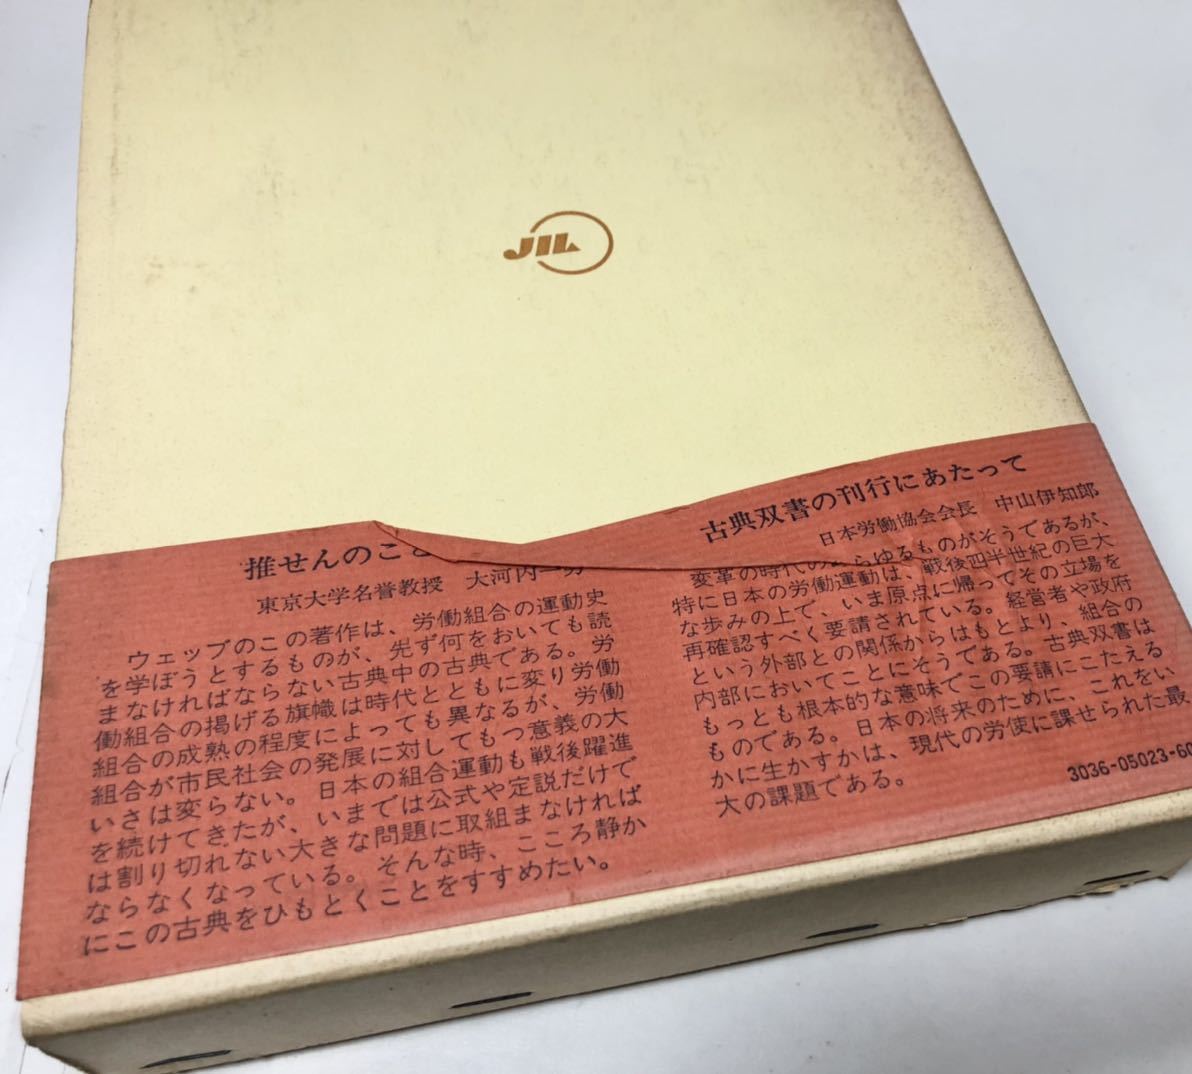 JIL
推せんのこと
東京大学名誉教授 大河内一男
ウェッブのこの著作は、労働組合の運動史
を学ぼうとするものが、先ず何をおいても読
まなければならない古典中の古典である。労
働組合の掲げる旗幟は時代とともに変り労働
組合の成熟の程度によっても異なるが、労働
組合が市民社会の発展に対してもつ意義の大
いさは変らない。日本の組合運動も戦後躍進
を続けてきたが、いまでは公式や定説だけで
は割り切れない大きな問題に取組まなければ
ならなくなっている。そんな時、こころ静か
にこの古典をひもとくことをすすめたい。
古典双書の刊行にあたって
日本労働協会会長 中山伊知郎
変革の時代の らゆるものがそうであるが、
特に日本の労働運動は、戦後四半世紀の巨大
な歩みの上で、いま原点に帰ってその立場を
再確認すべく要請されている。経営者や政府
という外部との関係からはもとより、組合の
内部においてことにそうである。古典双書は
もっとも根本的な意味でこの要請にこたえる
ものである。日本の将来のために、これをい
かに生かすかは、現代の労使に課せられた最
大の課題である。
3036-05023-60